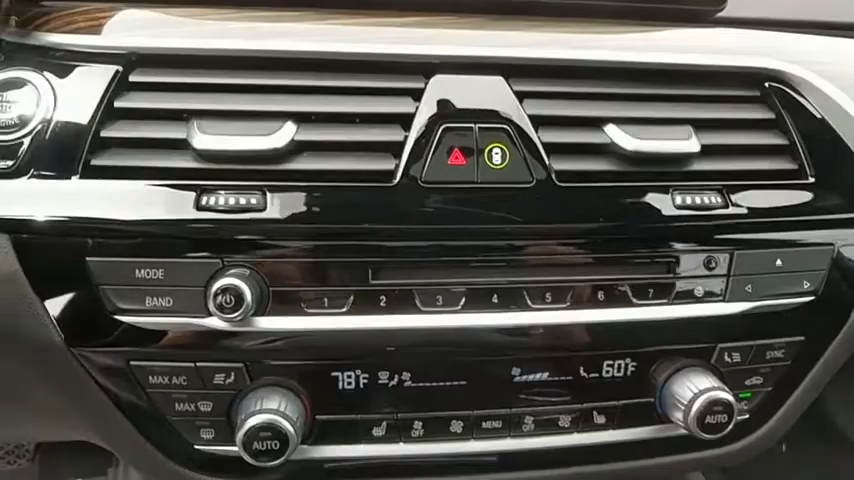 MODE
BAND
1 2 3 4 5 6 7
MAX A/C
78°F
60°F
SYNC
MAX
AUTO
OFF
MENU
OFF
AUTO